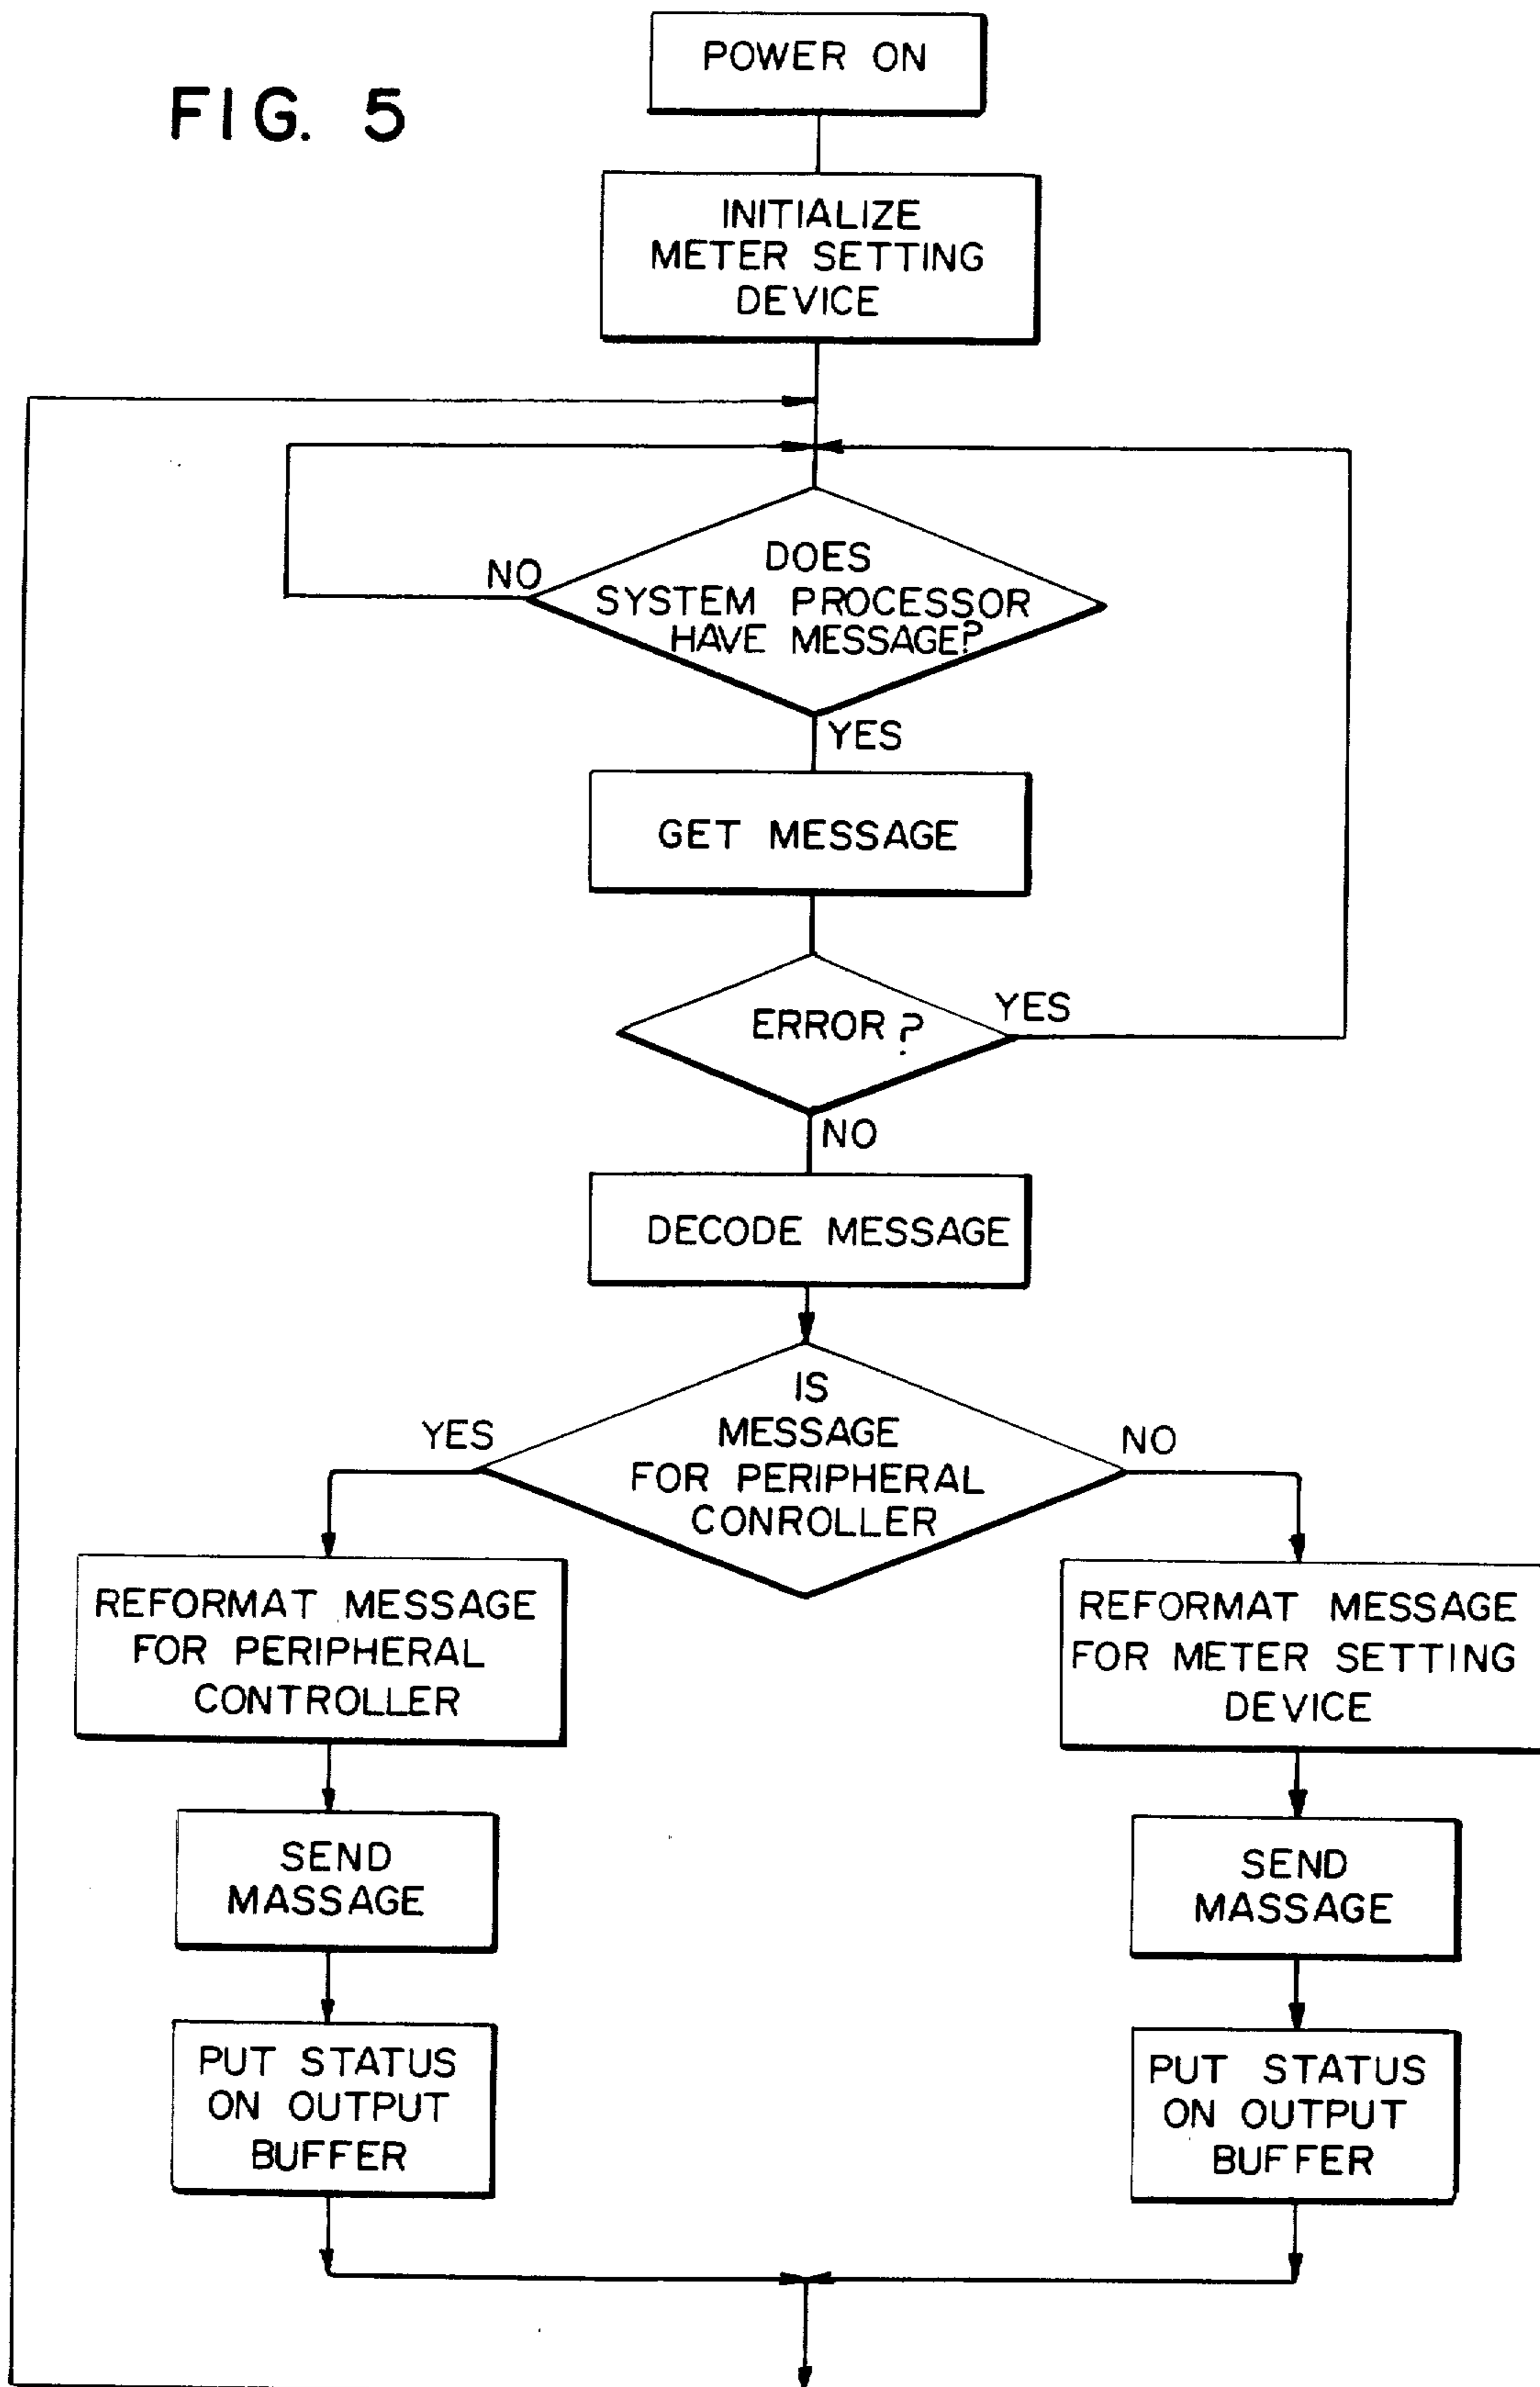 FIG. 5
POWER ON
INITIALIZE
METER SETTING
DEVICE
DOES
SYSTEM PROCESSOR
HAVE MESSAGE?
NO
YES
GET MESSAGE
ERROR?
YES
NO
DECODE MESSAGE
IS
MESSAGE
FOR PERIPHERAL
CONROLLER
YES
NO
REFORMAT MESSAGE
FOR PERIPHERAL
CONTROLLER
SEND
MASSAGE
PUT STATUS
ON OUTPUT
BUFFER
REFORMAT MESSAGE
FOR METER SETTING
DEVICE
SEND
MASSAGE
PUT STATUS
ON OUTPUT
BUFFER